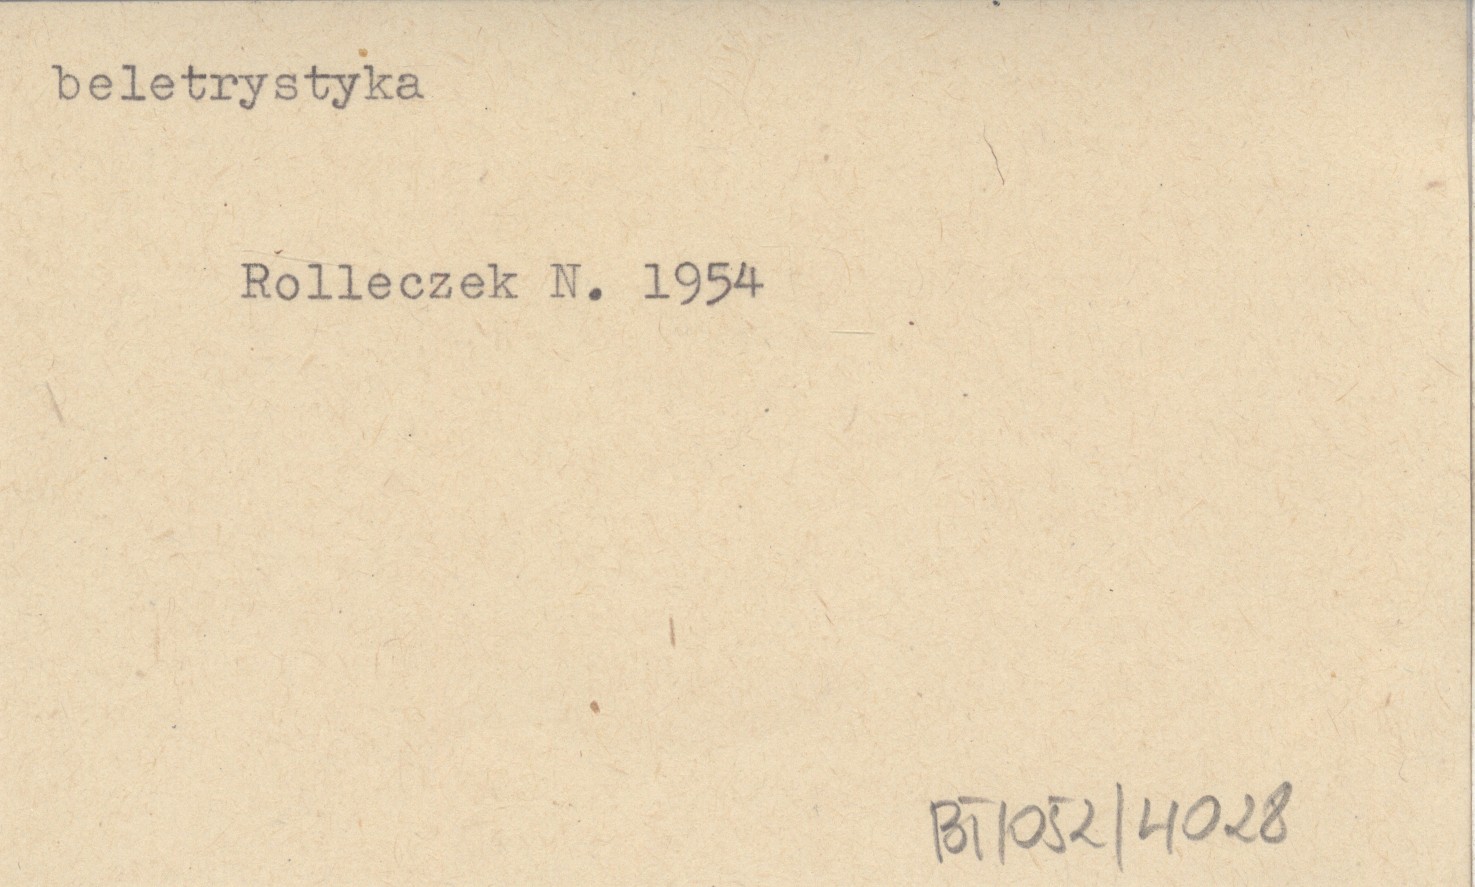 beletrystyka
Rolleczek N. 1954
BT/052/4028